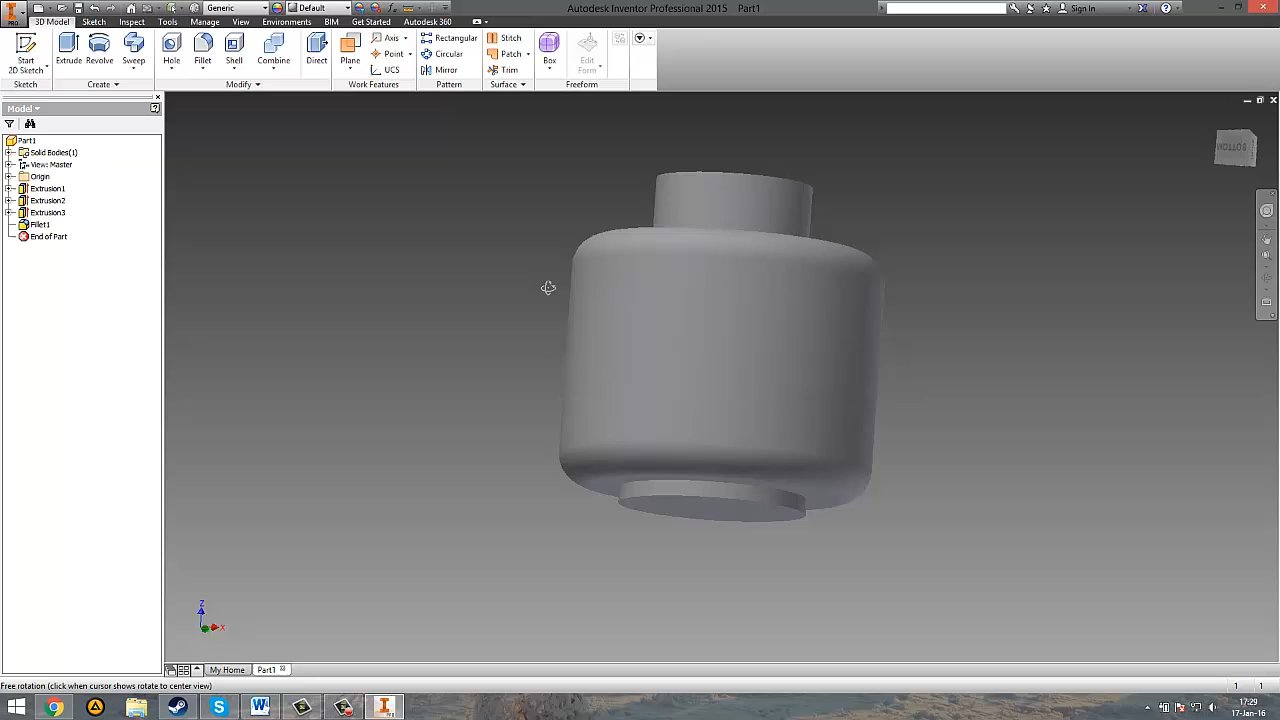 PRO
Generic
Default
Autodesk Inventor Professional 2015 Part1
Sign In
3D Model Sketch Inspect Tools Manage View Environments BIM Get Started Autodesk 360
Start
2D Sketch
Extrude Revolve Sweep
Hole Fillet Shell Combine
Direct
Plane
Axis
Point
UCS
Rectangular
Circular
Mirror
Stitch
Patch
Trim
Box
Edit
Form
Sketch Create Modify Work Features Pattern Surface Freeform
Model
Part1
Solid Bodies(1)
View: Master
Origin
Extrusion1
Extrusion2
Extrusion3
Fillet1
End of Part
BOTTOM
Z
X
My Home Part1
Free rotation (click when cursor shows rotate to center view)
1 1
17:29
17-Jan-16